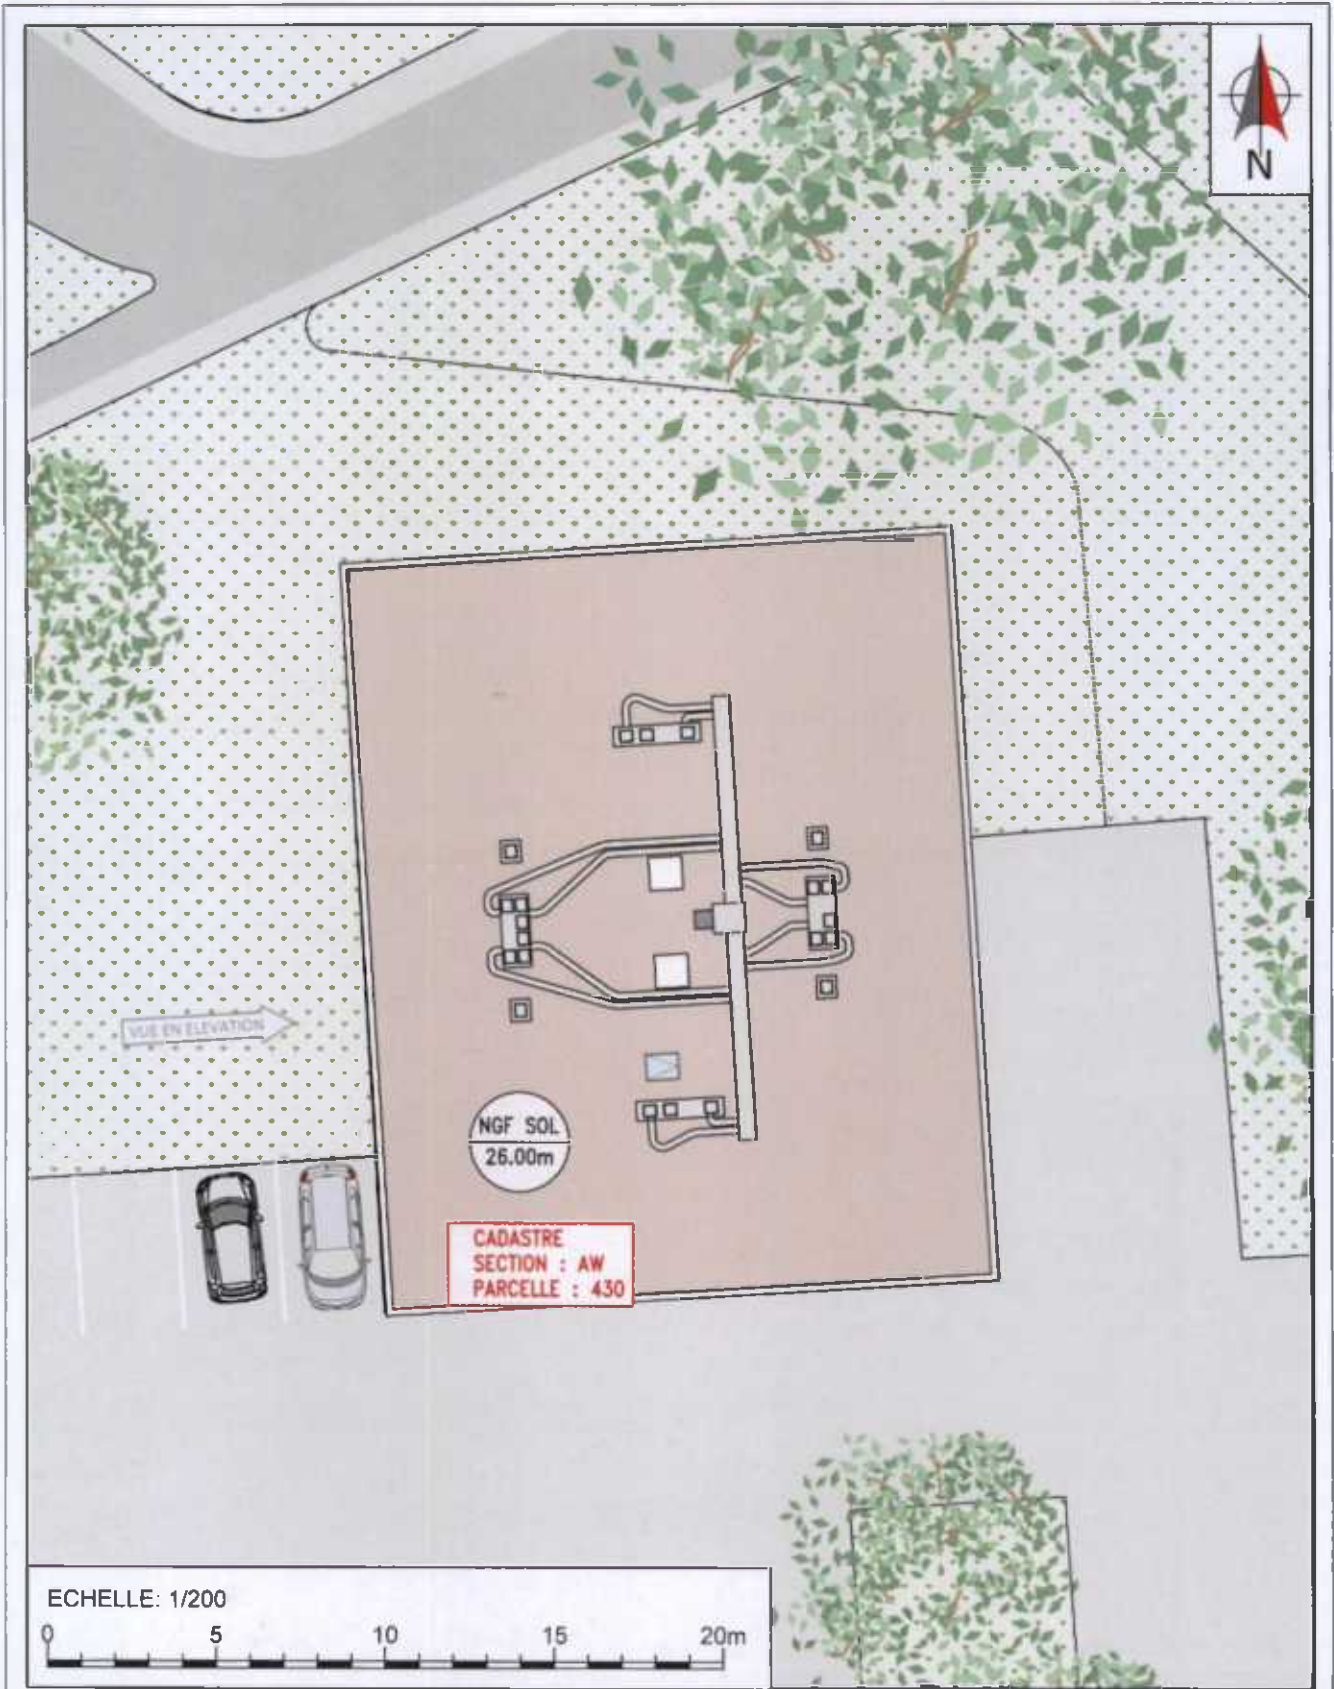 N
VUE EN ELEVATION
NGF SOL
26.00m
CADASTRE
SECTION : AW
PARCELLE : 430
ECHELLE: 1/200
0 5 10 15 20m